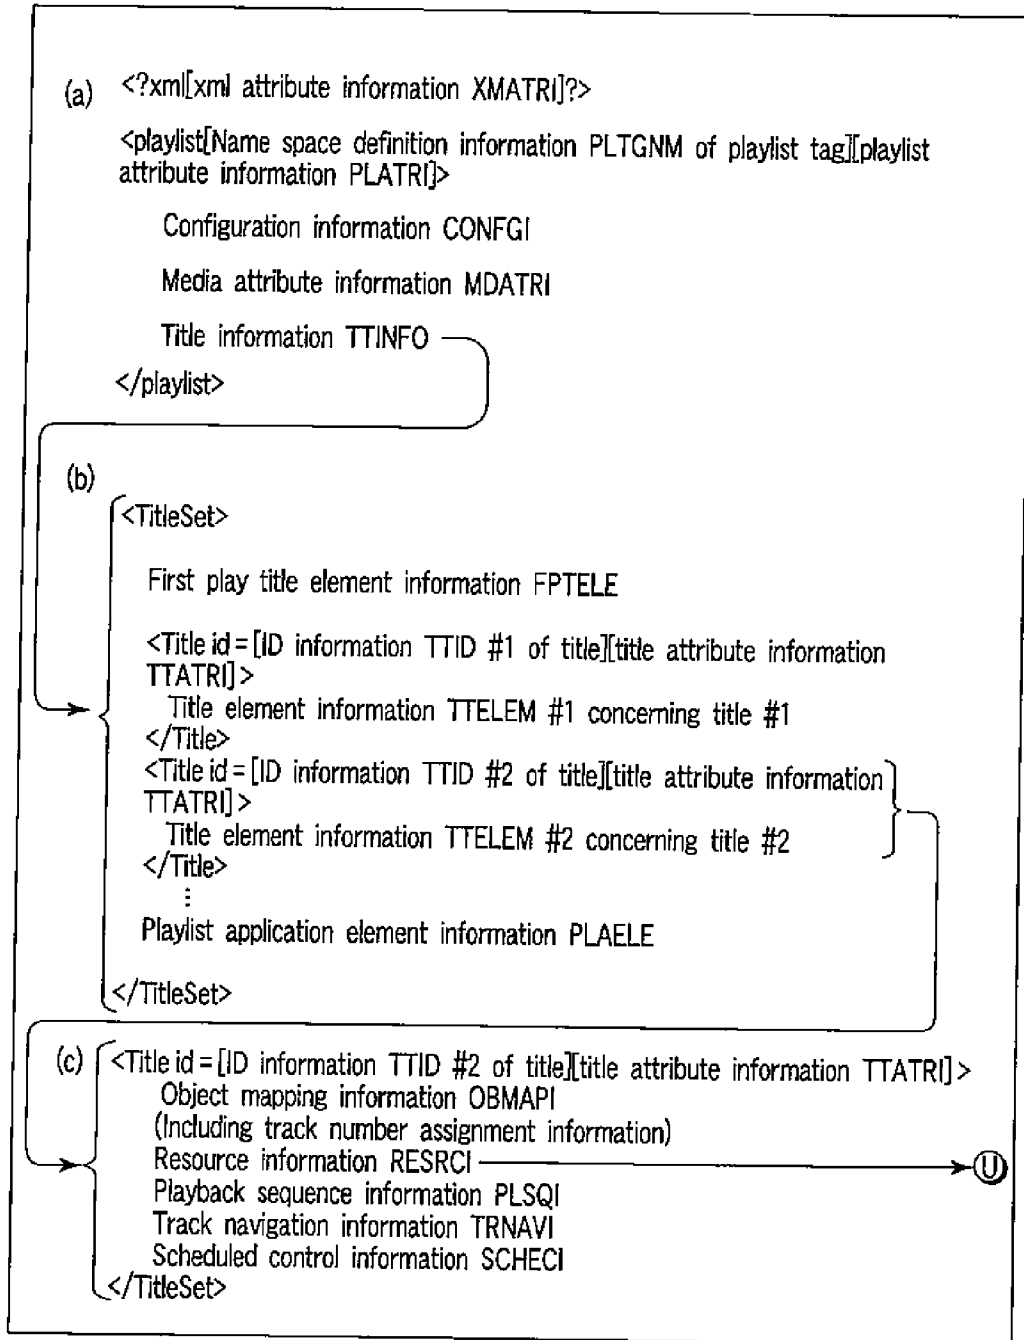 (a) <?xml[xml attribute information XMATRI]?>
<playlist[Name space definition information PLTGNM of playlist tag][playlist
attribute information PLATRI]>
Configuration information CONFGI
Media attribute information MDATRI
Title information TTINFO
</playlist>
(b)
<TitleSet>
First play title element information FPTELE
<Title id=[ID information TTID #1 of title][title attribute information
TTATRI]>
Title element information TTELEM #1 concerning title #1
</Title>
<Title id=[ID information TTID #2 of title][title attribute information
TTATRI]>
Title element information TTELEM #2 concerning title #2
</Title>
⋮
Playlist application element information PLAELE
</TitleSet>
(c) <Title id=[ID information TTID #2 of title][title attribute information TTATRI]>
Object mapping information OBMAPI
(Including track number assignment information)
Resource information RESRCI Ⓤ
Playback sequence information PLSQI
Track navigation information TRNAVI
Scheduled control information SCHECI
</TitleSet>